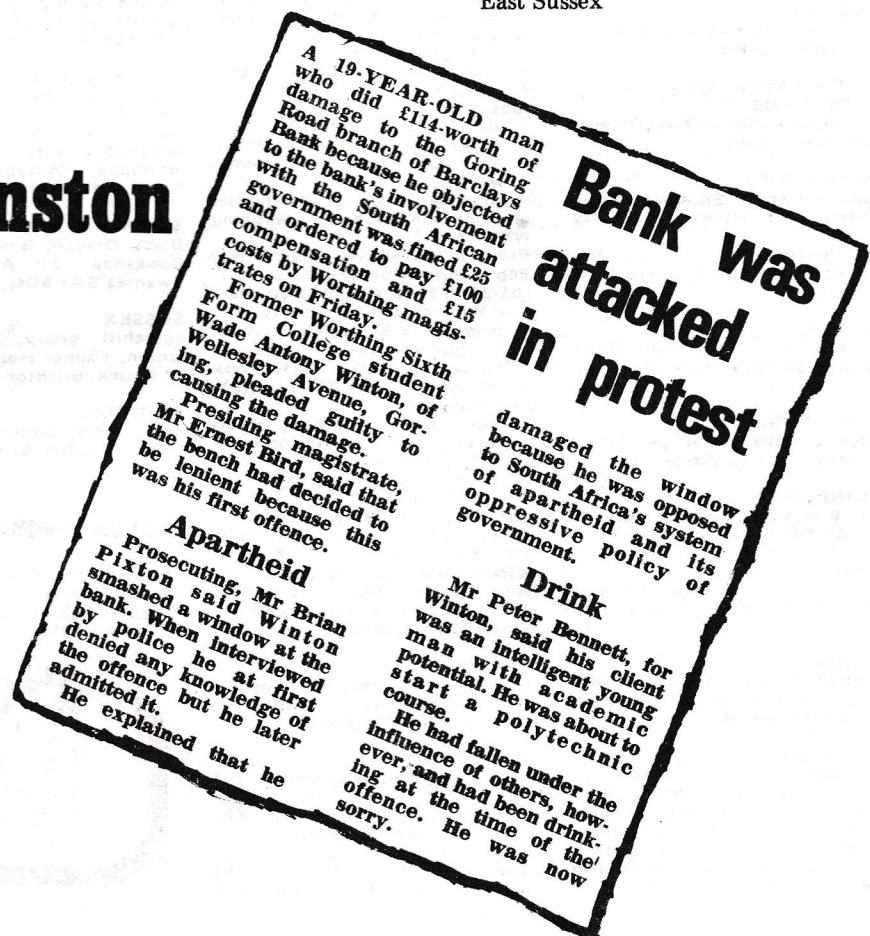 East Sussex
nston
Bank was
attacked
in protest
A 19-YEAR-OLD man
who did £114-worth of
damage to the Goring
Road branch of Barclays
Bank because he objected
to the bank's involvement
with the South African
government was fined £25
and ordered to pay £100
compensation and £15
costs by Worthing magis-
trates on Friday.
Former Worthing Sixth
Form College student
Wade Antony Winton, of
Wellesley Avenue, Gor-
ing, pleaded guilty to
causing the damage.
Presiding magistrate,
Mr Ernest Bird, said that
the bench had decided to
be lenient because this
was his first offence.
Apartheid
Prosecuting, Mr Brian
Pixton said Winton
smashed a window at the
bank. When interviewed
by police he at first
denied any knowledge of
the offence but he later
admitted it.
He explained that he
damaged the window
because he was opposed
to South Africa's system
of apartheid and its
oppressive policy of
government.
Drink
Mr Peter Bennett, for
Winton, said his client
was an intelligent young
man with academic
potential. He was about to
start a polytechnic
course.
He had fallen under the
influence of others, how-
ever, and had been drink-
ing at the time of the
offence. He was now
sorry.